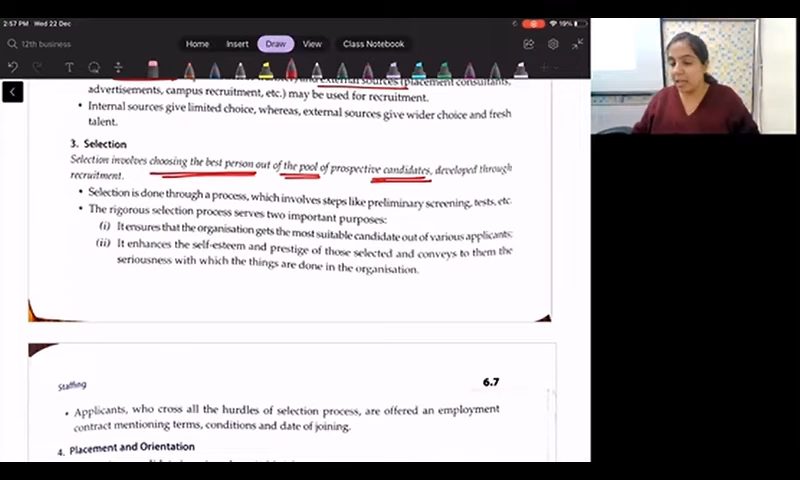 2:57 PM Wed 22 Dec
19%
12th business
Home Insert Draw View Class Notebook
external sources (placement consultants,
advertisements, campus recruitment, etc.) may be used for recruitment.
• Internal sources give limited choice, whereas, external sources give wider choice and fresh
talent.
3. Selection
Selection involves choosing the best person out of the pool of prospective candidates, developed through
recruitment.
• Selection is done through a process, which involves steps like preliminary screening, tests, etc.
• The rigorous selection process serves two important purposes:
(i) It ensures that the organisation gets the most suitable candidate out of various applicants.
(ii) It enhances the self-esteem and prestige of those selected and conveys to them the
seriousness with which the things are done in the organisation.
Staffing 6.7
• Applicants, who cross all the hurdles of selection process, are offered an employment
contract mentioning terms, conditions and date of joining.
4. Placement and Orientation